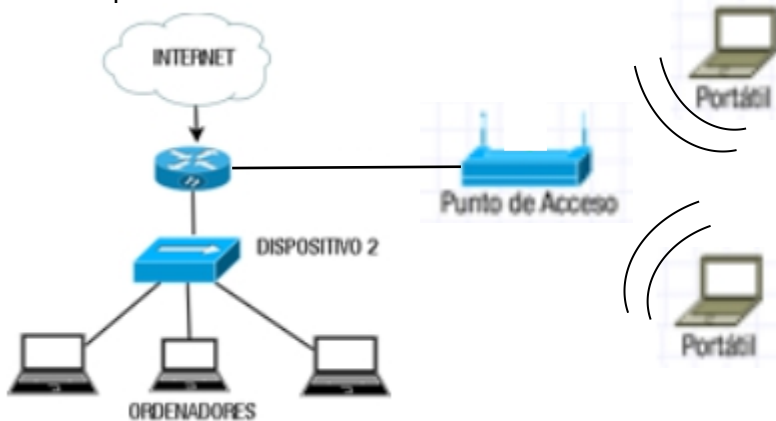 INTERNET
Portátil
Punto de Acceso
DISPOSITIVO 2
Portátil
ORDENADORES